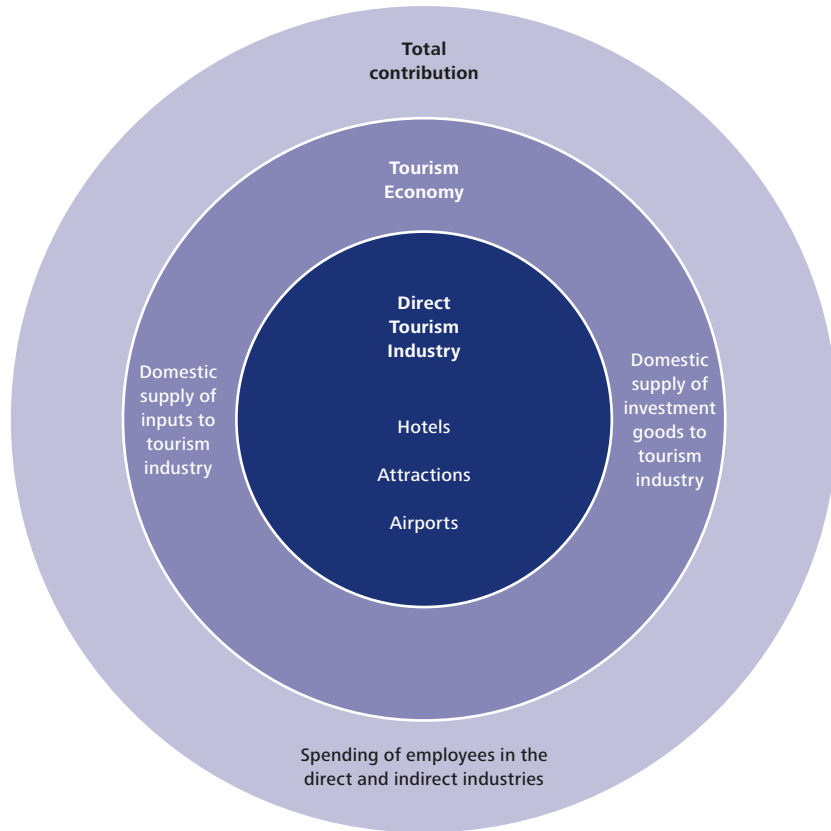 Total
contribution
Tourism
Economy
Direct
Tourism
Industry
Hotels
Attractions
Airports
Domestic
supply of
inputs to
tourism
industry
Domestic
supply of
investment
goods to
tourism
industry
Spending of employees in the
direct and indirect industries